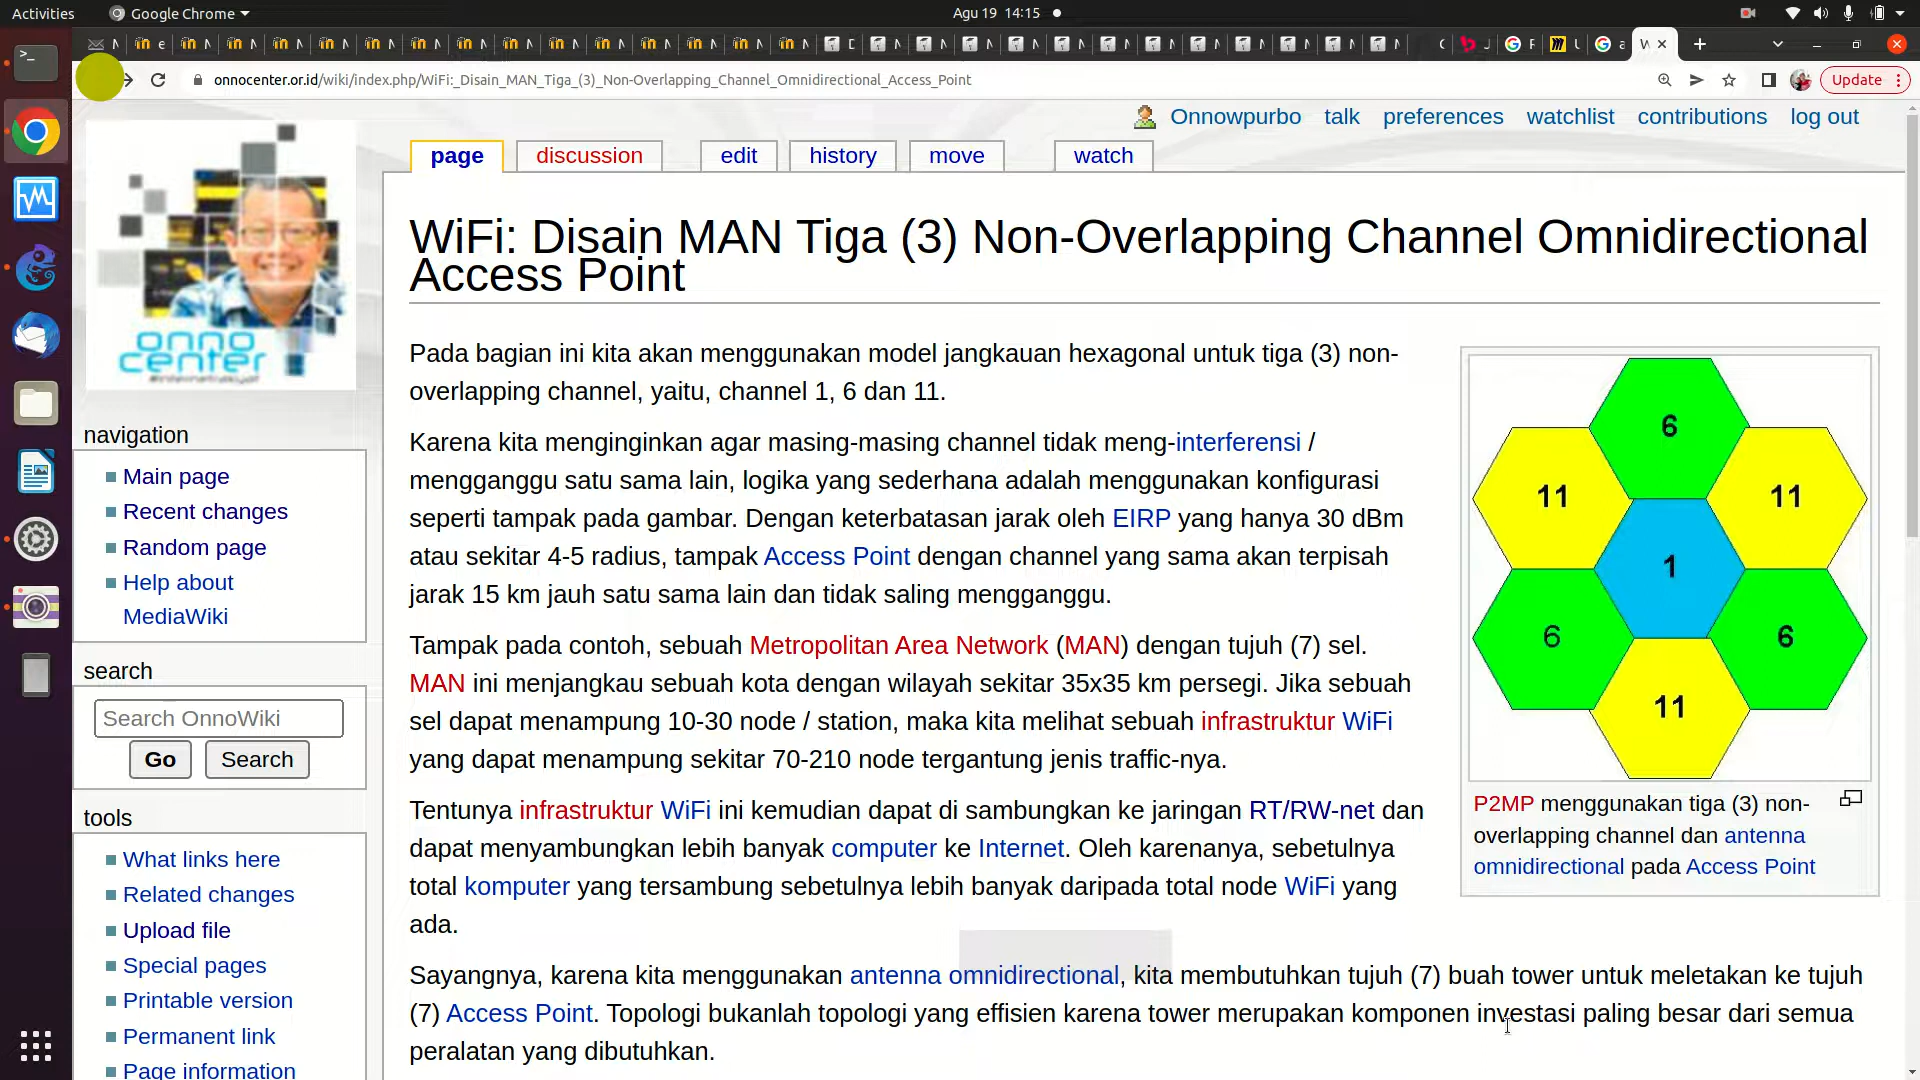 Activities
Google Chrome
Agu 19 14:15
onnocenter.or.id/wiki/index.php/WiFi:_Disain_MAN_Tiga_(3)_Non-Overlapping_Channel_Omnidirectional_Access_Point
Update
Onnowpurbo talk preferences watchlist contributions log out
page discussion edit history move watch
onno
center
WiFi: Disain MAN Tiga (3) Non-Overlapping Channel Omnidirectional
Access Point
Pada bagian ini kita akan menggunakan model jangkauan hexagonal untuk tiga (3) non-
overlapping channel, yaitu, channel 1, 6 dan 11.
Karena kita menginginkan agar masing-masing channel tidak meng-interferensi /
mengganggu satu sama lain, logika yang sederhana adalah menggunakan konfigurasi
seperti tampak pada gambar. Dengan keterbatasan jarak oleh EIRP yang hanya 30 dBm
atau sekitar 4-5 radius, tampak Access Point dengan channel yang sama akan terpisah
jarak 15 km jauh satu sama lain dan tidak saling mengganggu.
Tampak pada contoh, sebuah Metropolitan Area Network (MAN) dengan tujuh (7) sel.
MAN ini menjangkau sebuah kota dengan wilayah sekitar 35x35 km persegi. Jika sebuah
sel dapat menampung 10-30 node / station, maka kita melihat sebuah infrastruktur WiFi
yang dapat menampung sekitar 70-210 node tergantung jenis traffic-nya.
Tentunya infrastruktur WiFi ini kemudian dapat di sambungkan ke jaringan RT/RW-net dan
dapat menyambungkan lebih banyak computer ke Internet. Oleh karenanya, sebetulnya
total komputer yang tersambung sebetulnya lebih banyak daripada total node WiFi yang
ada.
Sayangnya, karena kita menggunakan antenna omnidirectional, kita membutuhkan tujuh (7) buah tower untuk meletakan ke tujuh
(7) Access Point. Topologi bukanlah topologi yang effisien karena tower merupakan komponen investasi paling besar dari semua
peralatan yang dibutuhkan.
6
11 11
1
6 6
11
P2MP menggunakan tiga (3) non-
overlapping channel dan antenna
omnidirectional pada Access Point
navigation
Main page
Recent changes
Random page
Help about
MediaWiki
search
Search OnnoWiki
Go Search
tools
What links here
Related changes
Upload file
Special pages
Printable version
Permanent link
Page information